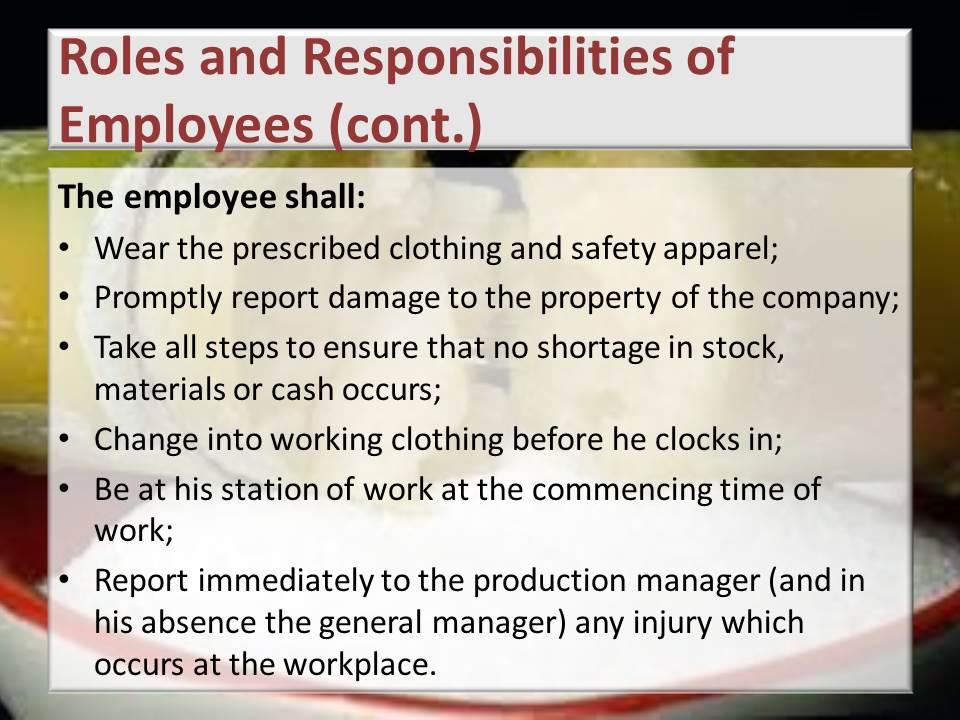 Roles and Responsibilities of
Employees (cont.)
The employee shall:
• Wear the prescribed clothing and safety apparel;
• Promptly report damage to the property of the company;
• Take all steps to ensure that no shortage in stock,
materials or cash occurs;
• Change into working clothing before he clocks in;
• Be at his station of work at the commencing time of
work;
• Report immediately to the production manager (and in
his absence the general manager) any injury which
occurs at the workplace.